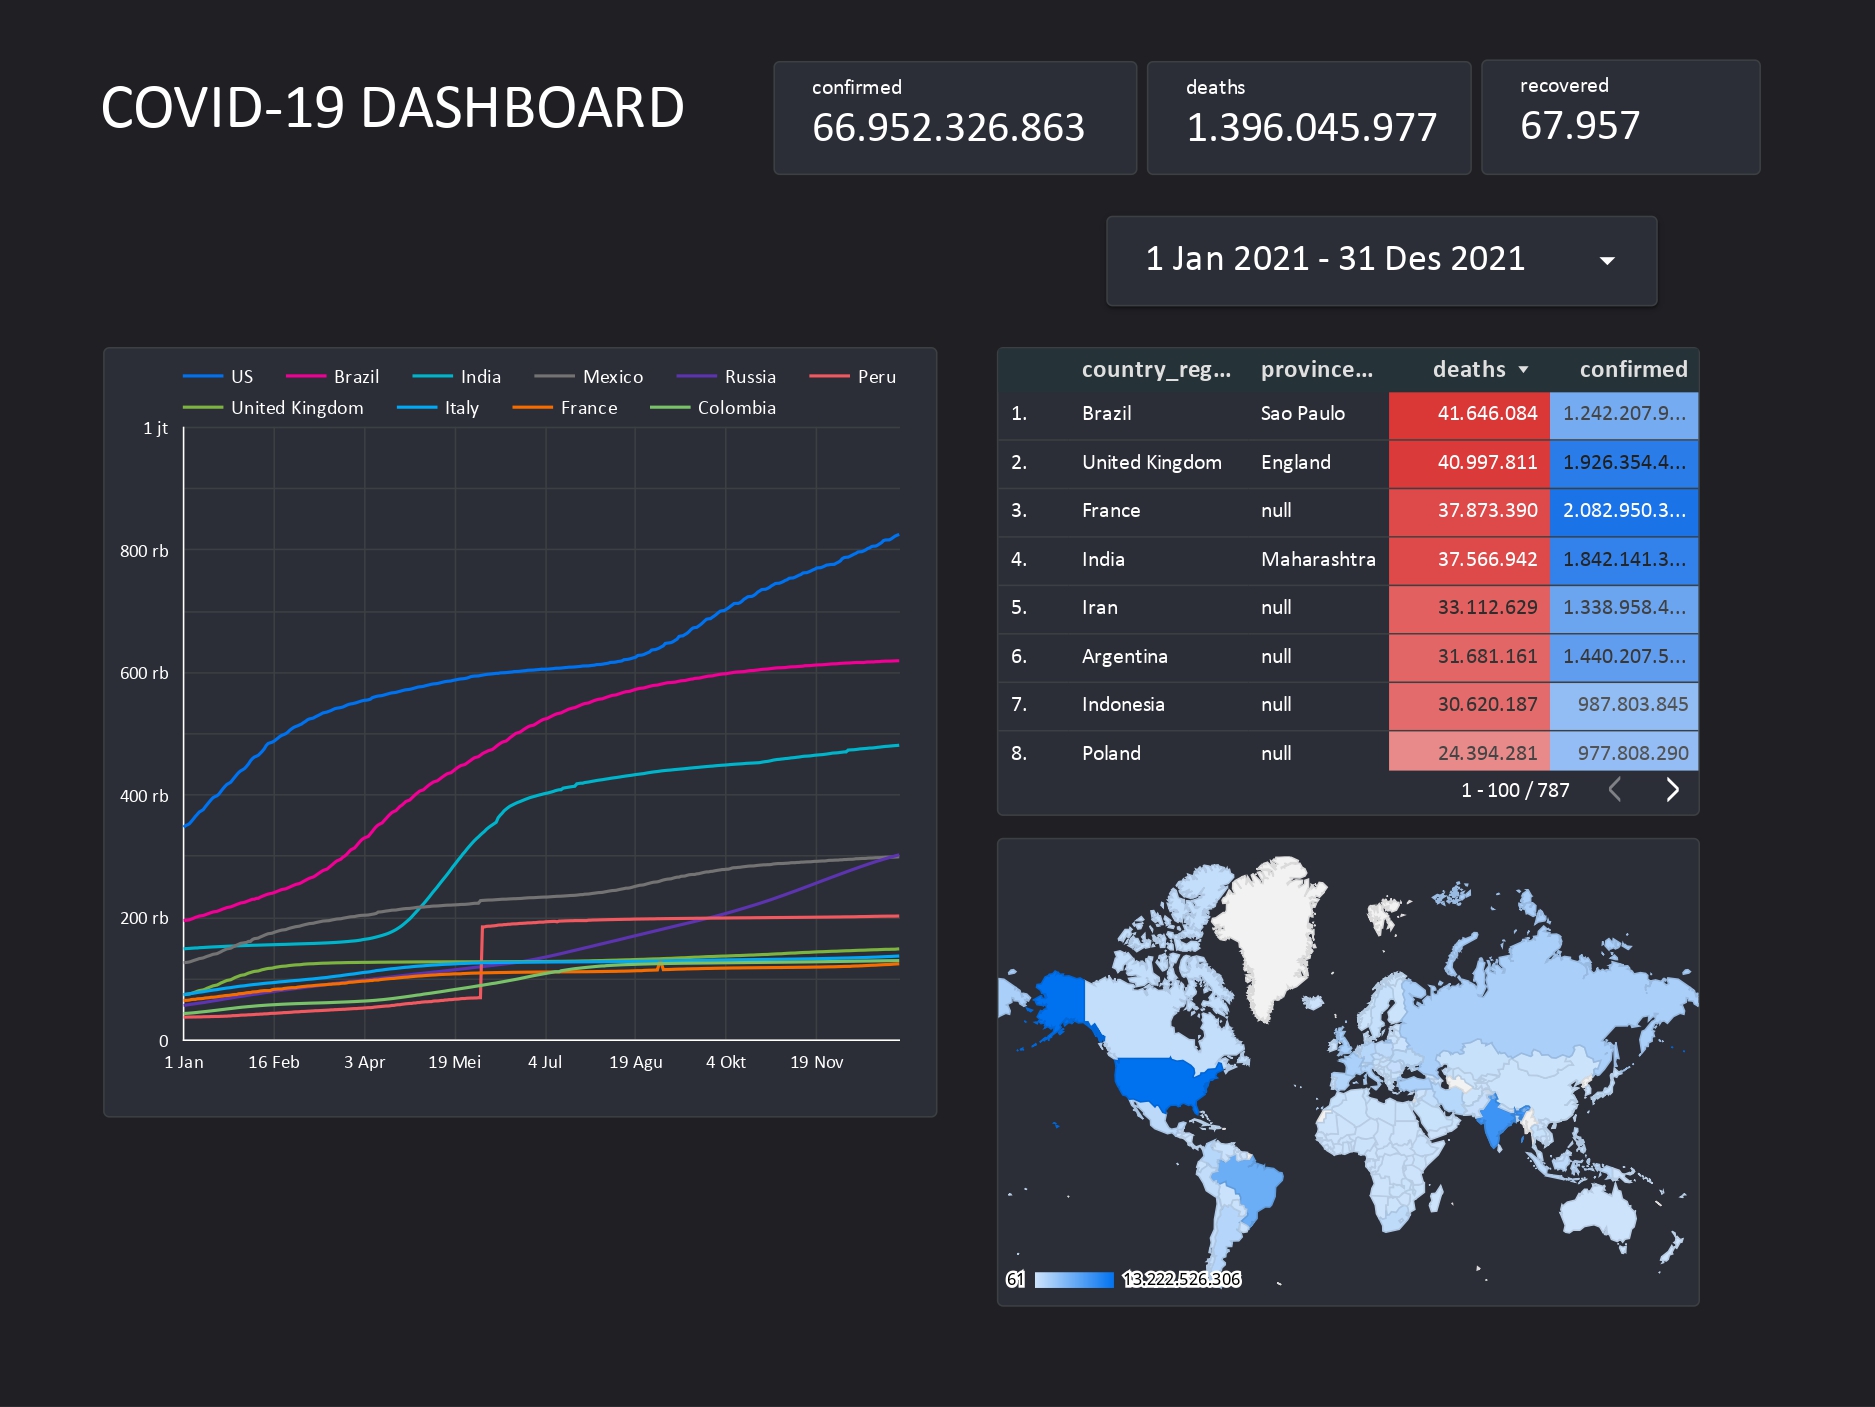 COVID-19 DASHBOARD
confirmed
66.952.326.863
deaths
1.396.045.977
recovered
67.957
1 Jan 2021 - 31 Des 2021
US Brazil India Mexico Russia Peru
United Kingdom Italy France Colombia
1 jt
800 rb
600 rb
400 rb
200 rb
0
1 Jan 16 Feb 3 Apr 19 Mei 4 Jul 19 Agu 4 Okt 19 Nov
country_reg... province... deaths confirmed
1. Brazil Sao Paulo 41.646.084 1.242.207.9...
2. United Kingdom England 40.997.811 1.926.354.4...
3. France null 37.873.390 2.082.950.3...
4. India Maharashtra 37.566.942 1.842.141.3...
5. Iran null 33.112.629 1.338.958.4...
6. Argentina null 31.681.161 1.440.207.5...
7. Indonesia null 30.620.187 987.803.845
8. Poland null 24.394.281 977.808.290
1 - 100 / 787
61 13.222.526.306